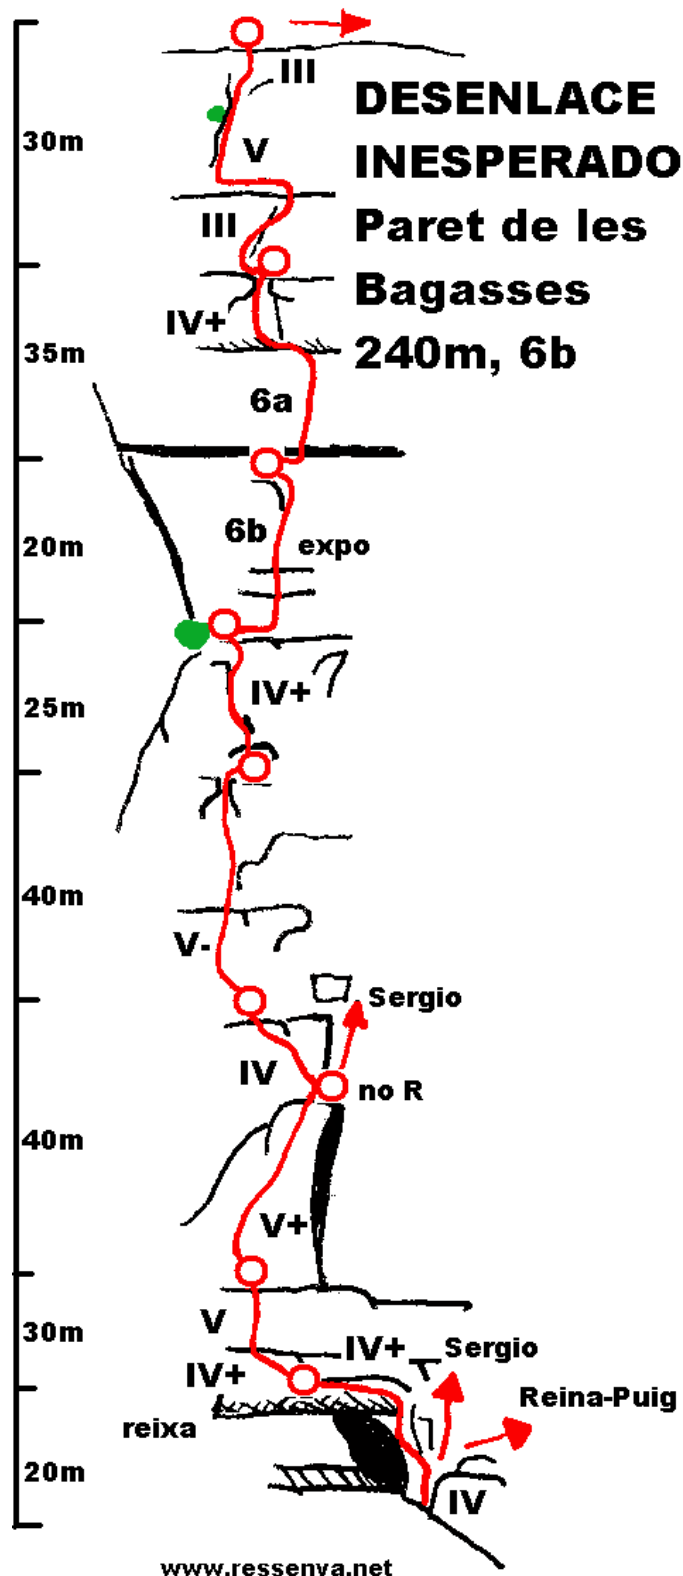 III
DESENLACE
30m
V
INESPERADO
III
Paret de les
Bagasses
IV+
35m
240m, 6b
6a
6b
20m
expo
25m
IV+
40m
V-
Sergio
IV
no R
40m
V+
V
30m
IV+
Sergio
IV+
Reina-Puig
reixa
20m
IV
www.ressenya.net